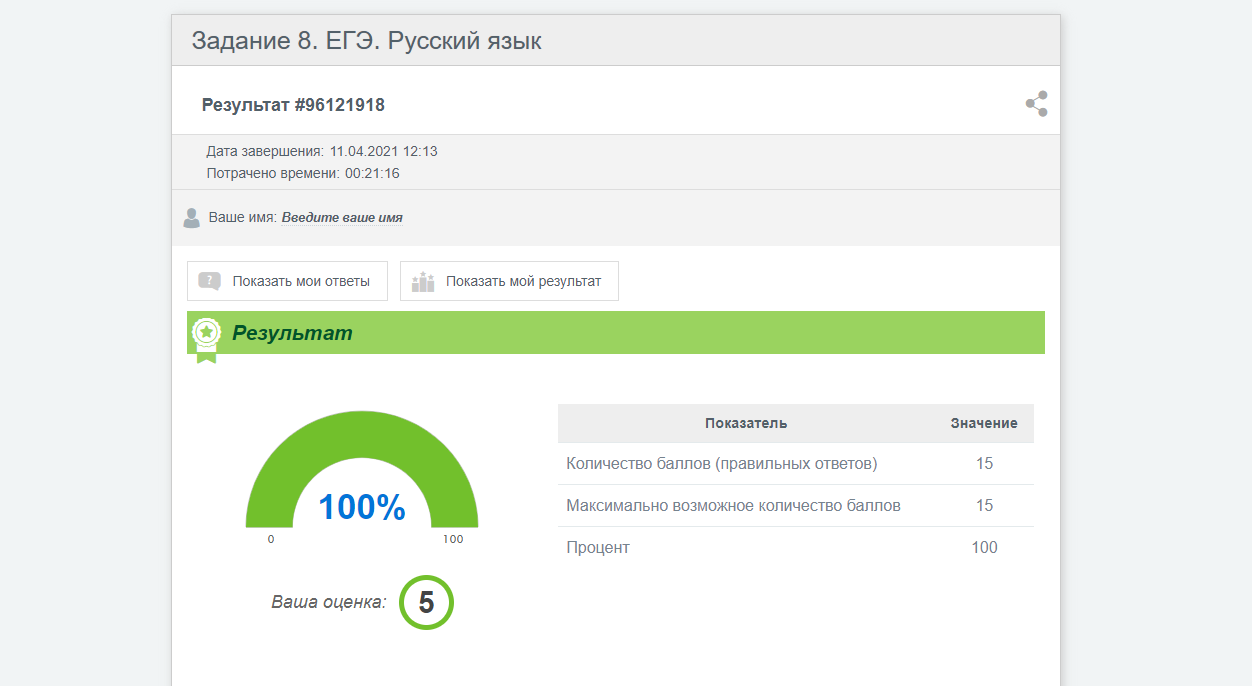 Задание 8. ЕГЭ. Русский язык
Результат #96121918
Дата завершения: 11.04.2021 12:13
Потрачено времени: 00:21:16
Ваше имя: Введите ваше имя
? Показать мои ответы
Показать мой результат
Результат
100%
0 100
Ваша оценка: 5
Показатель Значение
Количество баллов (правильных ответов) 15
Максимально возможное количество баллов 15
Процент 100